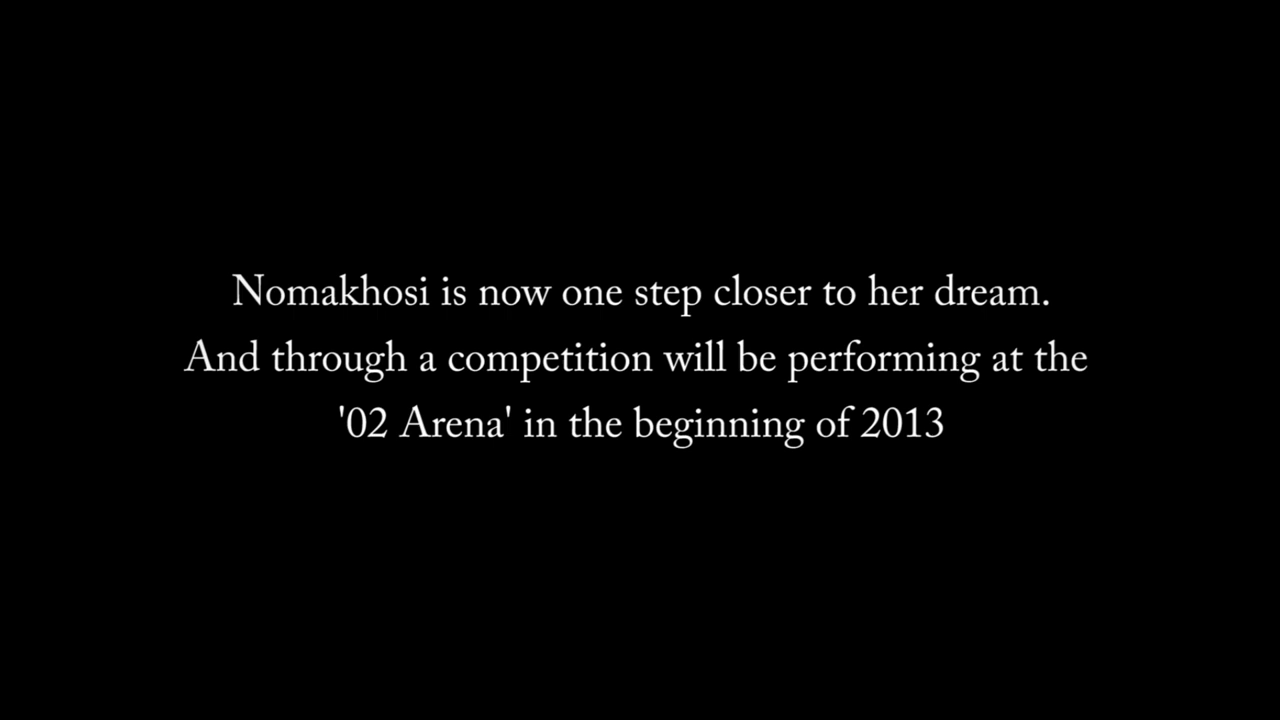 Nomakhosi is now one step closer to her dream.
And through a competition will be performing at the
'02 Arena' in the beginning of 2013